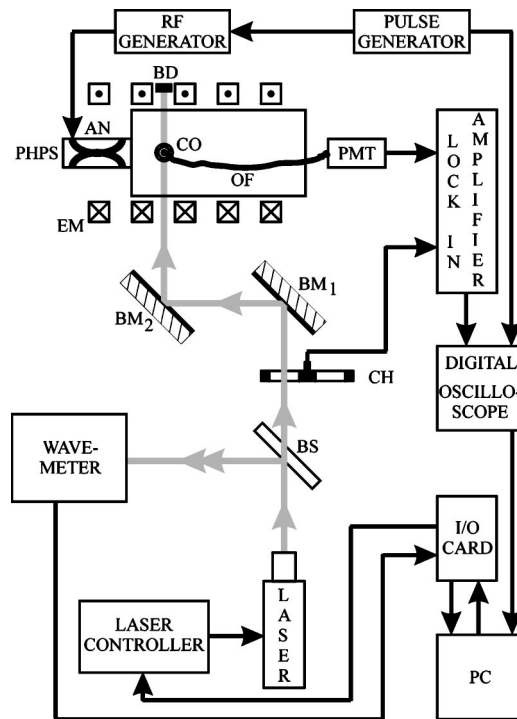 RF
GENERATOR
PULSE
GENERATOR
BD
AN
PHPS
CO
OF
PMT
LOCK IN
AMPLIFIER
EM
BM1
BM2
CH
DIGITAL
OSCILLO-
SCOPE
BS
WAVE-
METER
I/O
CARD
LASER
CONTROLLER
LASER
PC